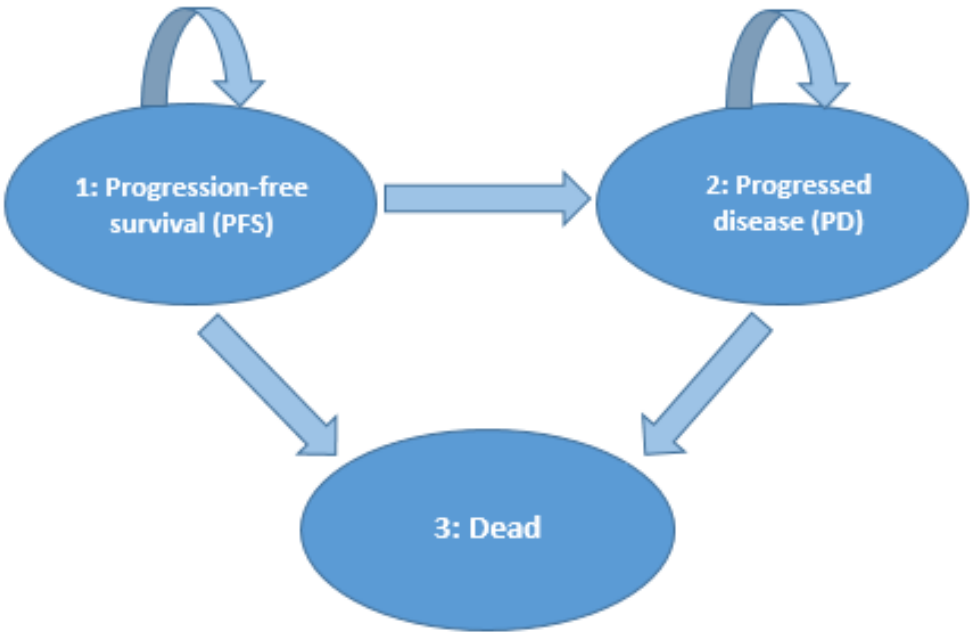 1: Progression-free
survival (PFS)
2: Progressed
disease (PD)
3: Dead